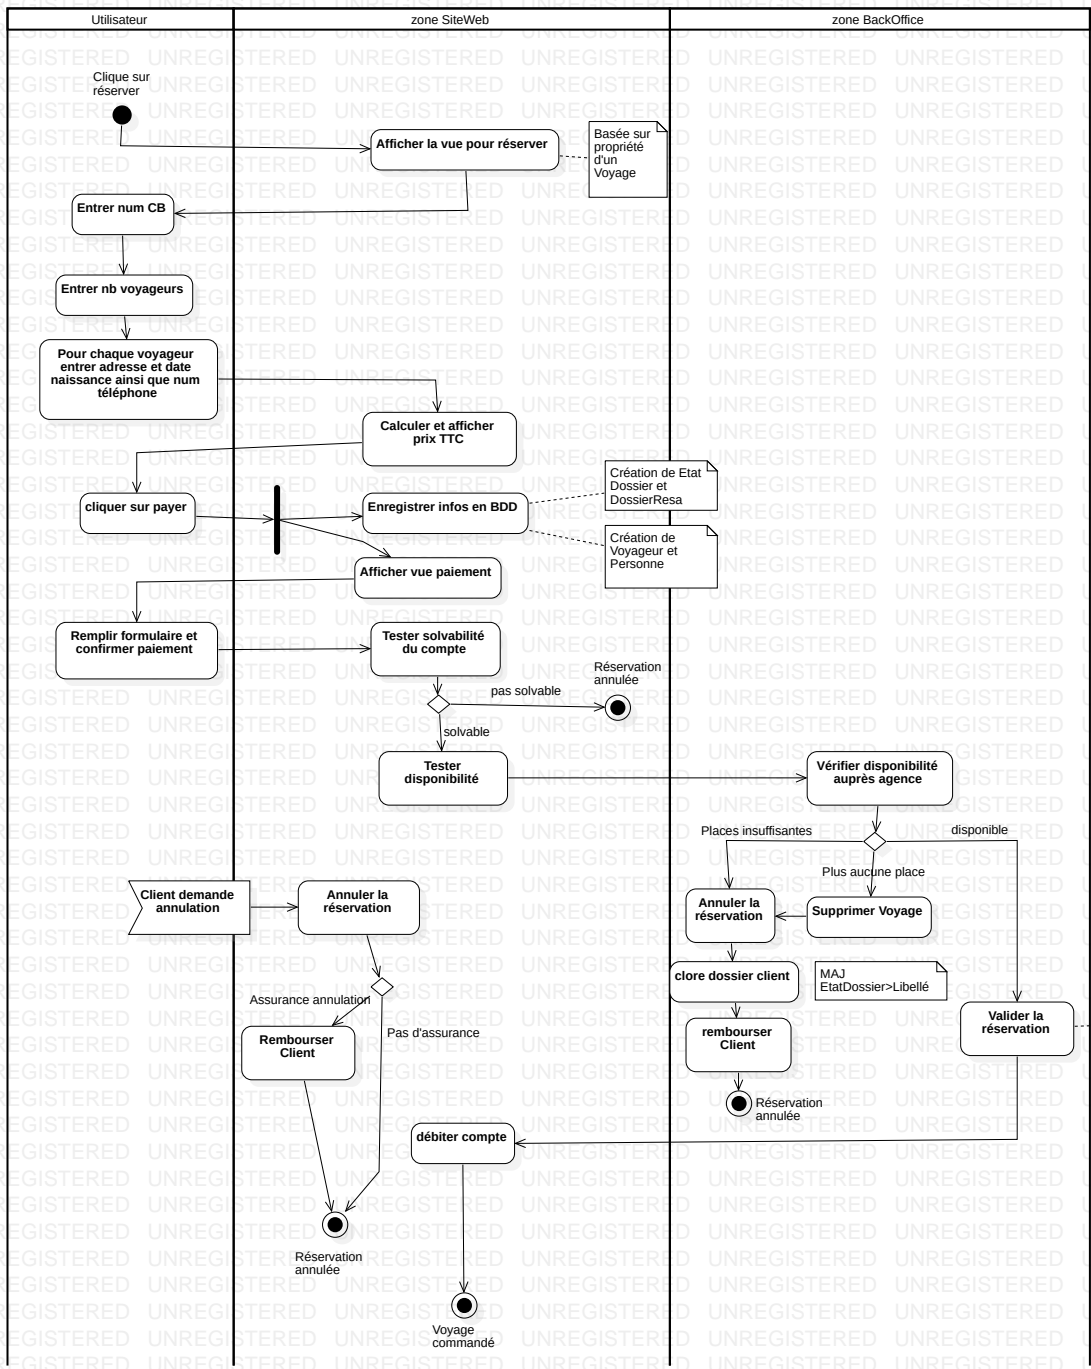 Utilisateur
zone SiteWeb
zone BackOffice
Clique sur
réserver
Afficher la vue pour réserver
Basée sur
propriété
d'un
Voyage
Entrer num CB
Entrer nb voyageurs
Pour chaque voyageur
entrer adresse et date
naissance ainsi que num
téléphone
Calculer et afficher
prix TTC
cliquer sur payer
Enregistrer infos en BDD
Création de Etat
Dossier et
DossierResa
Création de
Voyageur et
Personne
Afficher vue paiement
Remplir formulaire et
confirmer paiement
Tester solvabilité
du compte
pas solvable
Réservation
annulée
solvable
Tester
disponibilité
Vérifier disponibilité
auprès agence
Places insuffisantes
disponible
Plus aucune place
Client demande
annulation
Annuler la
réservation
Annuler la
réservation
Supprimer Voyage
clore dossier client
MAJ
EtatDossier>Libellé
Assurance annulation
Pas d'assurance
Rembourser
Client
rembourser
Client
Valider la
réservation
Réservation
annulée
débiter compte
Réservation
annulée
Voyage
commandé
UNREGISTERED